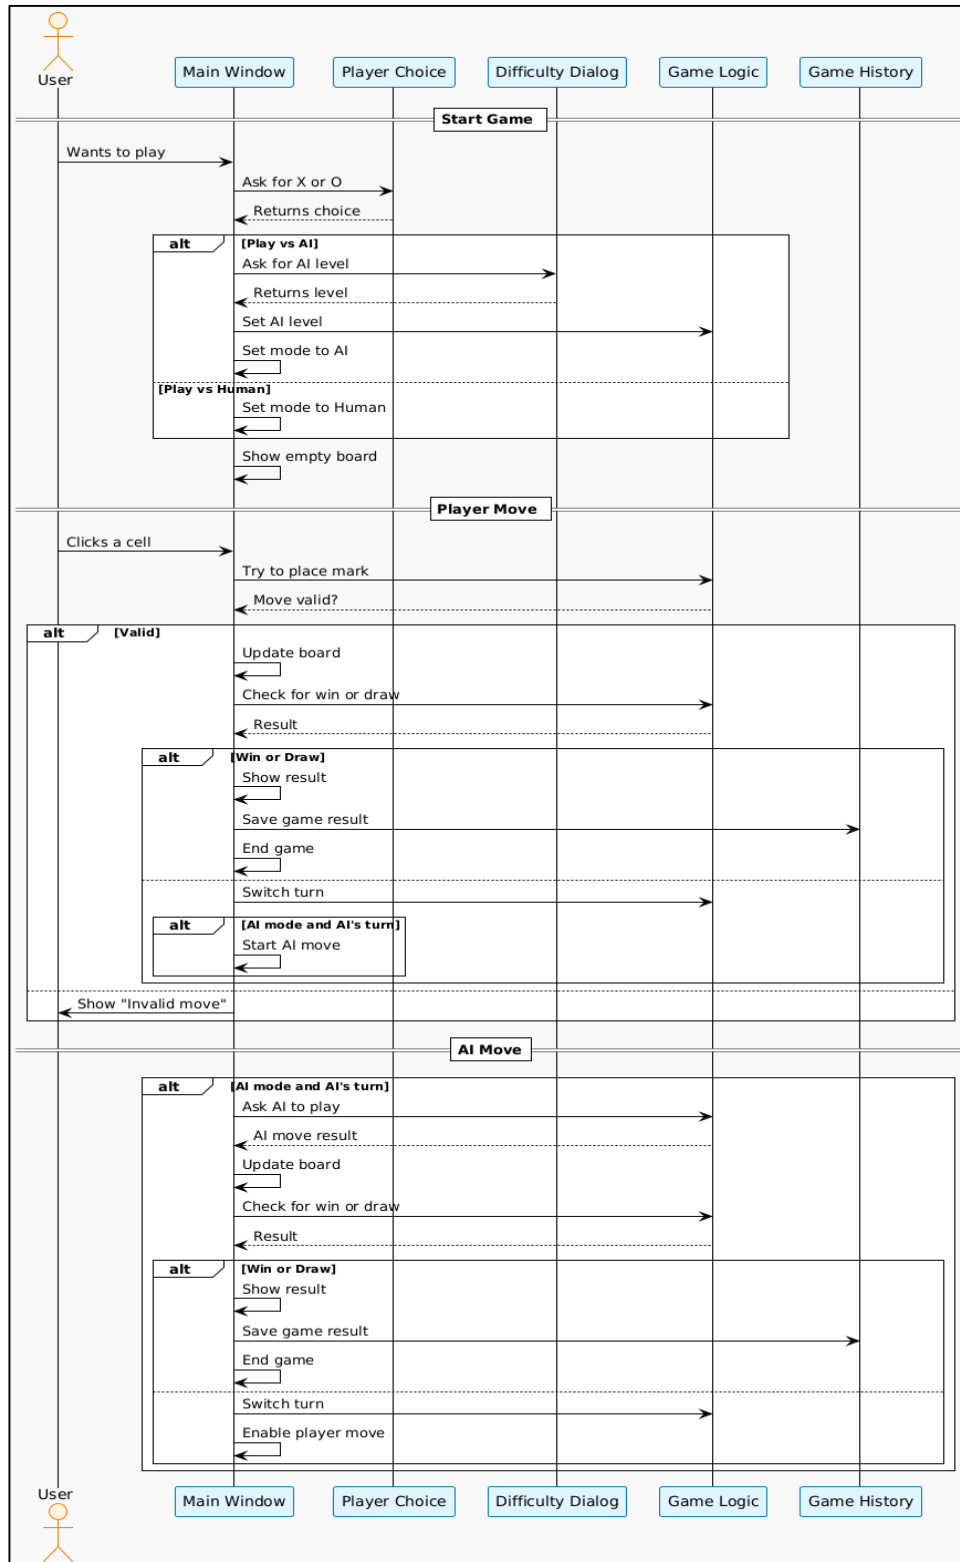 User
Main Window
Player Choice
Difficulty Dialog
Game Logic
Game History
Start Game
Wants to play
Ask for X or O
Returns choice
alt [Play vs AI]
Ask for AI level
Returns level
Set AI level
Set mode to AI
[Play vs Human]
Set mode to Human
Show empty board
Player Move
Clicks a cell
Try to place mark
Move valid?
alt [Valid]
Update board
Check for win or draw
Result
alt [Win or Draw]
Show result
Save game result
End game
Switch turn
alt [AI mode and AI's turn]
Start AI move
Show "Invalid move"
AI Move
alt [AI mode and AI's turn]
Ask AI to play
AI move result
Update board
Check for win or draw
Result
alt [Win or Draw]
Show result
Save game result
End game
Switch turn
Enable player move
User
Main Window
Player Choice
Difficulty Dialog
Game Logic
Game History